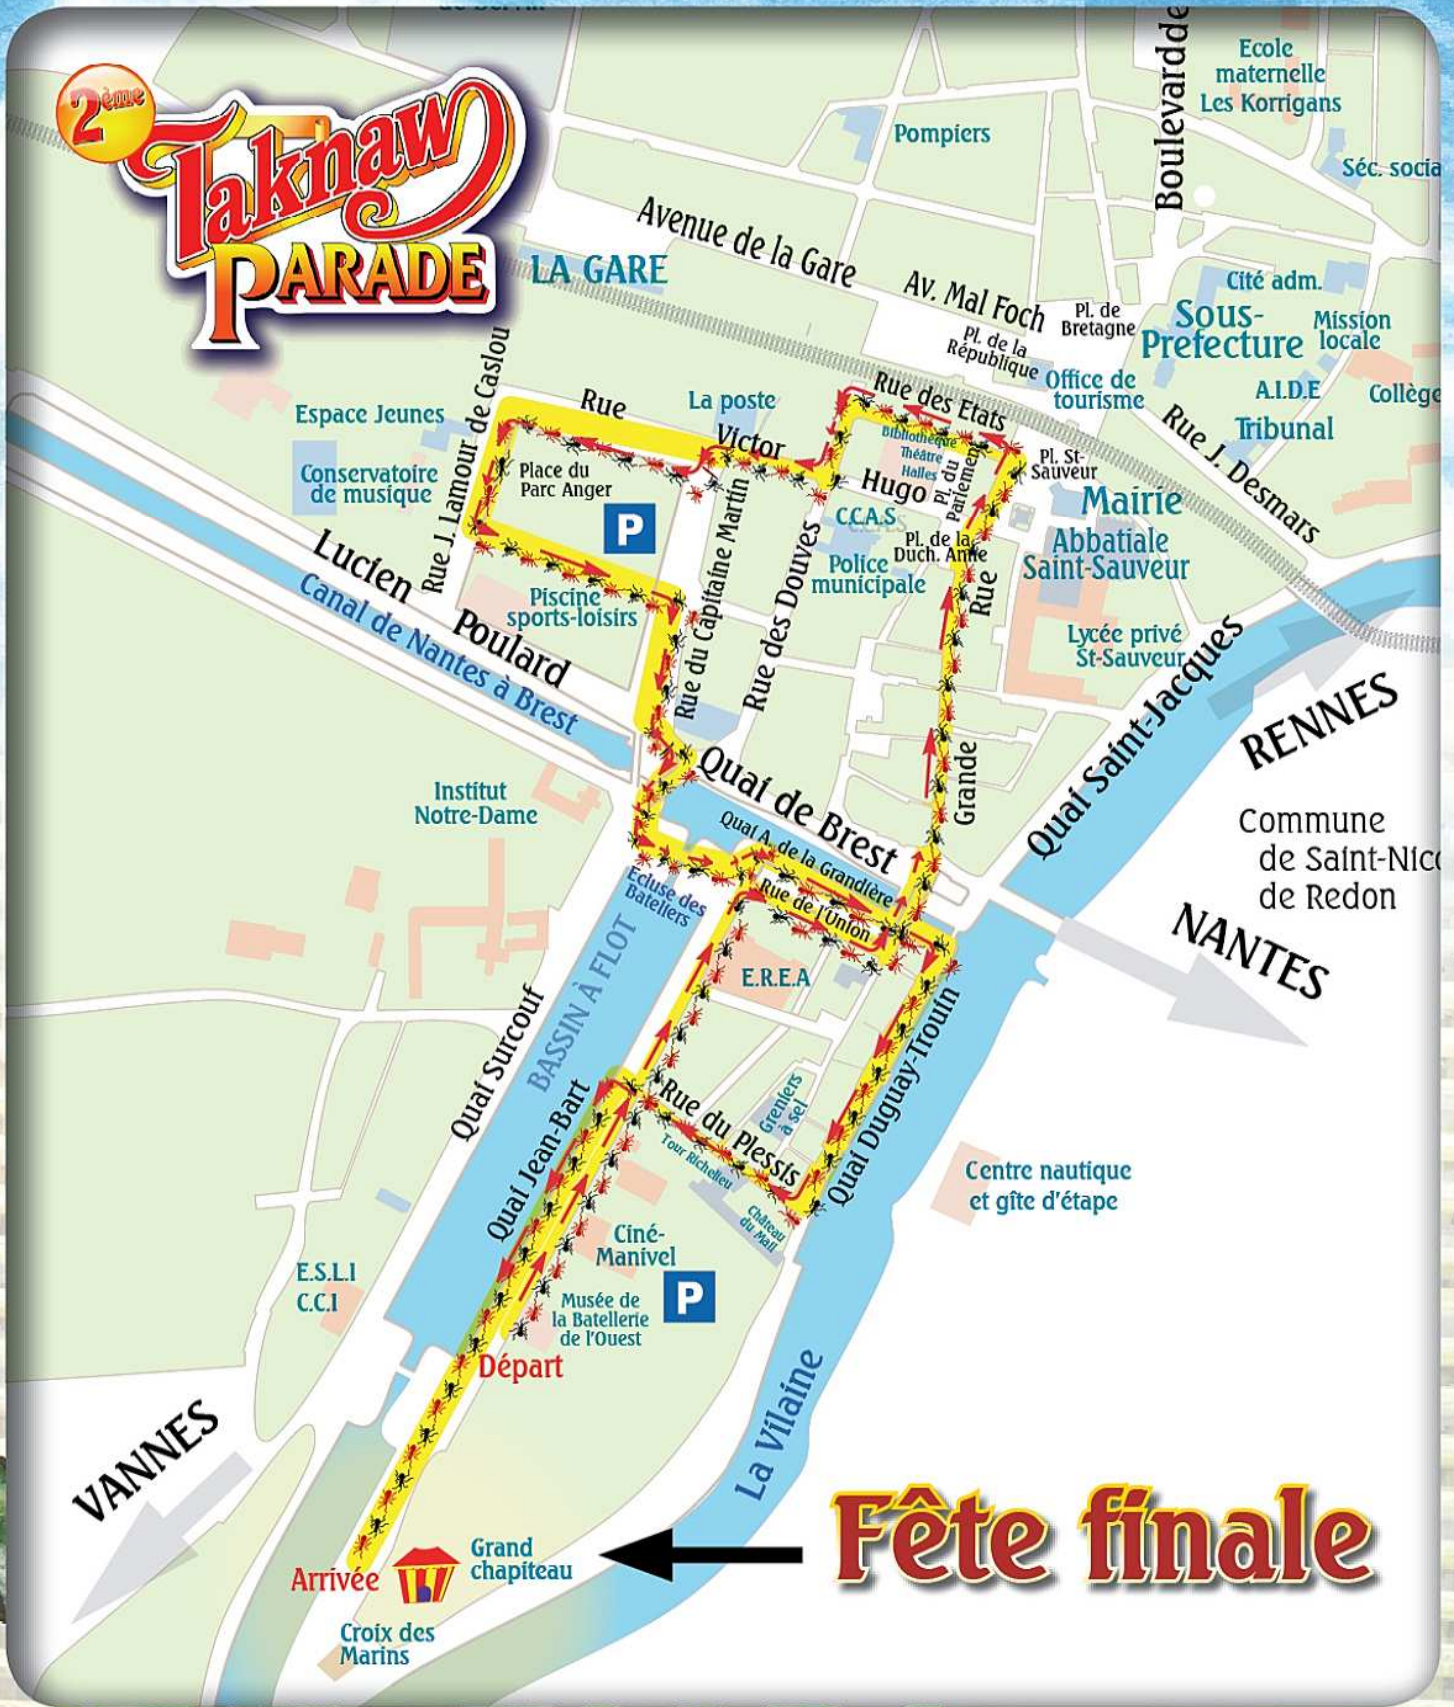 2ème
Taknaw
PARADE
Boulevard de
Ecole
maternelle
Les Korrigans
Pompiers
Séc. socia
Avenue de la Gare
LA GARE
Av. Mal Foch
Pl. de
Bretagne
Cité adm.
Sous-
Prefecture
Mission
locale
Pl. de la
République
Office de
tourisme
A.I.D.E
Collège
Tribunal
Rue J. Desmars
Rue des Etats
Rue
Victor
Hugo
La poste
Espace Jeunes
Conservatoire
de musique
Rue J. Lamour de Caslou
Place du
Parc Anger
P
Bibliothèque
Théâtre
Halles
Pl. du
Parlement
Pl. St-
Sauveur
Mairie
Abbatiale
Saint-Sauveur
C.C.A.S
Police
municipale
Pl. de la
Duch. Anne
Lycée privé
St-Sauveur
Piscine
sports-loisirs
Rue du Capitaine Martin
Rue des Douves
Grande
Rue
Lucien
Poulard
Canal de Nantes à Brest
Quai Saint-Jacques
RENNES
Quai de Brest
Quai A. de la Grandière
Rue de l'Union
Institut
Notre-Dame
Commune
de Saint-Nico
de Redon
NANTES
Ecluse des
Bateliers
BASSIN À FLOT
E.R.E.A
Quai Surcouf
Quai Jean-Bart
Rue du Plessis
Greniers
à sel
Tour Richelieu
Château
du Mail
Quai Duguay-Trouin
Centre nautique
et gîte d'étape
Ciné-
Manivel
P
Musée de
la Batellerie
de l'Ouest
E.S.L.I
C.C.I
Départ
VANNES
La Vilaine
Fête finale
Grand
chapiteau
Arrivée
Croix des
Marins